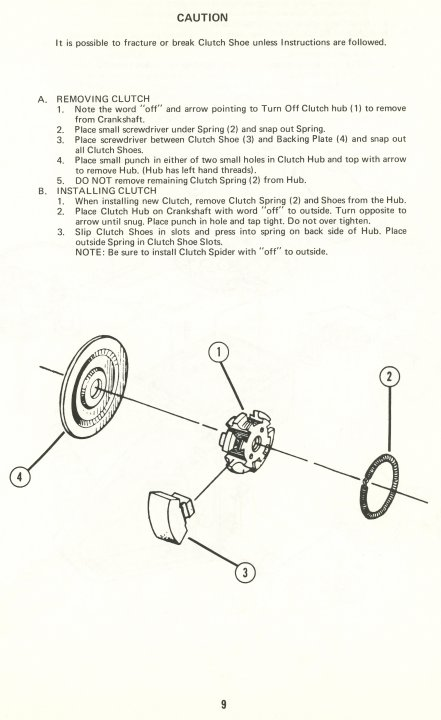 CAUTION
It is possible to fracture or break Clutch Shoe unless Instructions are followed.
A. REMOVING CLUTCH
1. Note the word "off" and arrow pointing to Turn Off Clutch hub (1) to remove
from Crankshaft.
2. Place small screwdriver under Spring (2) and snap out Spring.
3. Place screwdriver between Clutch Shoe (3) and Backing Plate (4) and snap out
all Clutch Shoes.
4. Place small punch in either of two small holes in Clutch Hub and top with arrow
to remove Hub. (Hub has left hand threads).
5. DO NOT remove remaining Clutch Spring (2) from Hub.
B. INSTALLING CLUTCH
1. When installing new Clutch, remove Clutch Spring (2) and Shoes from the Hub.
2. Place Clutch Hub on Crankshaft with word "off" to outside. Turn opposite to
arrow until snug. Place punch in hole and tap tight. Do not over tighten.
3. Slip Clutch Shoes in slots and press into spring on back side of Hub. Place
outside Spring in Clutch Shoe Slots.
NOTE: Be sure to install Clutch Spider with "off" to outside.
1
2
4
3
9